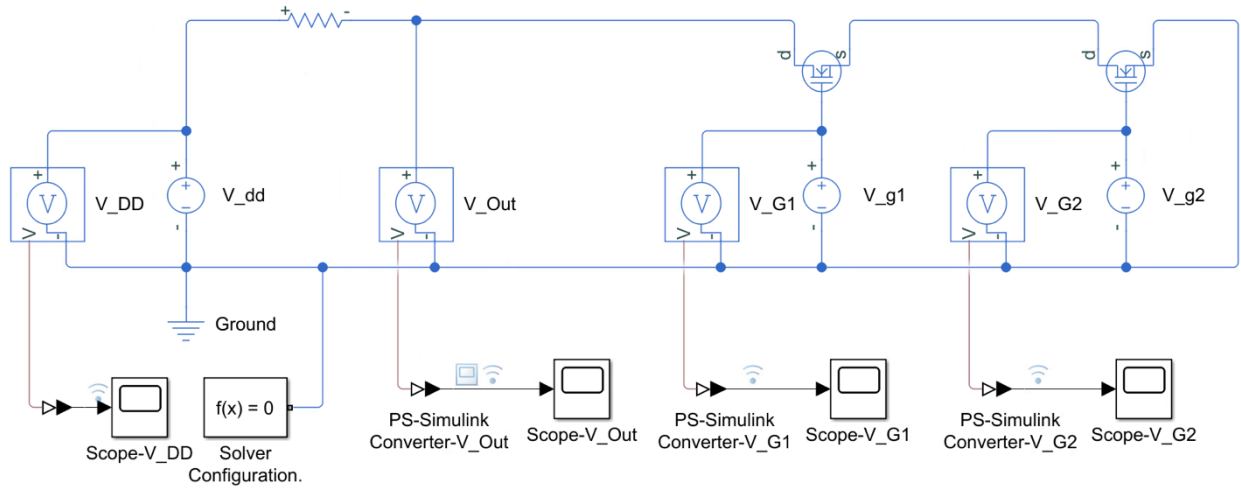 + -
d s d s
+ + + + + + + +
V + - V + - V + - V + -
V_DD V_dd V_Out V_G1 V_g1 V_G2 V_g2
- - - - - - -
V V V V
Ground
f(x) = 0
Scope-V_DD
Solver
Configuration.
PS-Simulink
Converter-V_Out
Scope-V_Out
PS-Simulink
Converter-V_G1
Scope-V_G1
PS-Simulink
Converter-V_G2
Scope-V_G2